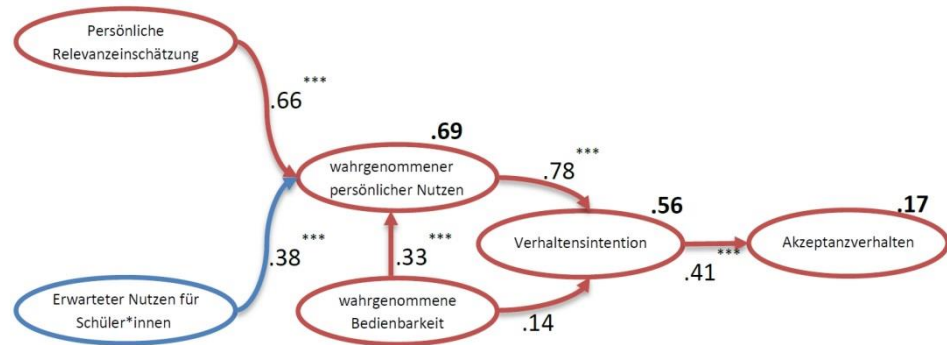 Persönliche
Relevanzeinschätzung
.66***
.69
wahrgenommener
persönlicher Nutzen
.78***
.56
.17
Verhaltensintention
Akzeptanzverhalten
.38***
.33***
.41***
Erwarteter Nutzen für
Schüler*innen
wahrgenommene
Bedienbarkeit
.14